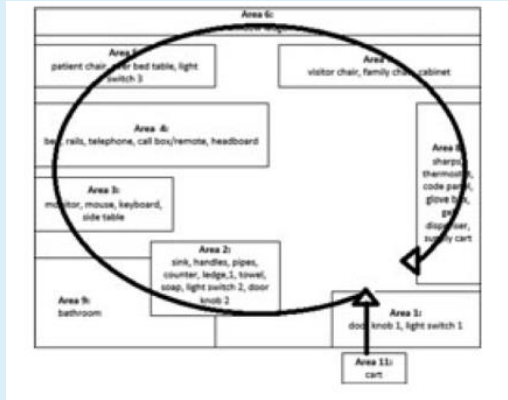 Area 6:
Area
patient chair, over bed table, light
switch 3
visitor chair, family chair, cabinet
Area 4:
bed, rails, telephone, call box/remote, headboard
Area 8:
sharps,
thermostat,
code panel,
glove box,
gel
dispenser,
supply cart
Area 3:
monitor, mouse, keyboard,
side table
Area 2:
sink, handles, pipes,
counter, ledge,1, towel,
soap, light switch 2, door
knob 2
Area 9:
bathroom
Area 1:
door knob 1, light switch 1
Area 11:
cart